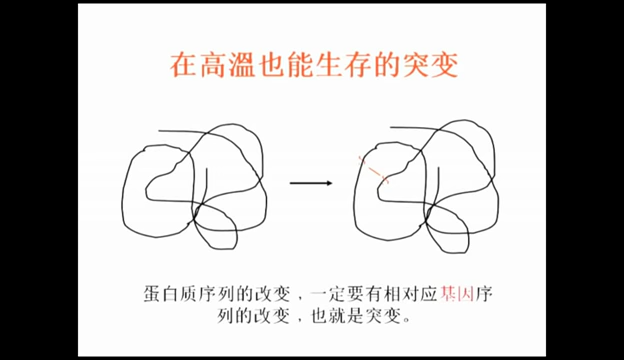 在高溫也能生存的突变
蛋白质序列的改变，一定要有相对应基因序
列的改变，也就是突变。